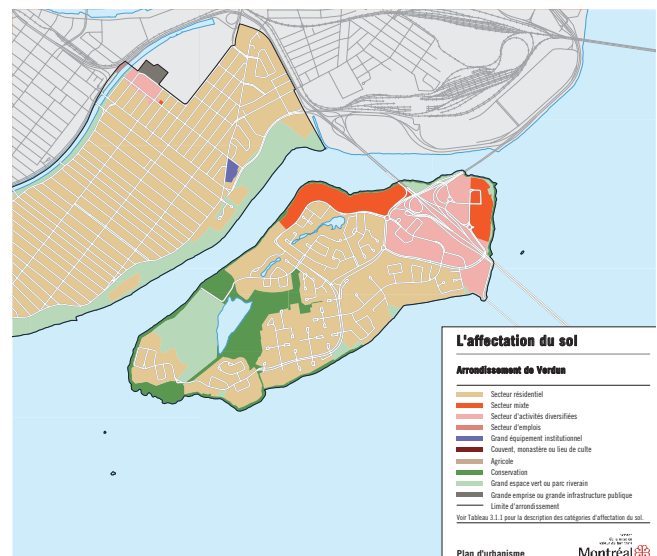 L'affectation du sol
Arrondissement de Verdun
Secteur résidentiel
Secteur mixte
Secteur d'activités diversifiées
Secteur d'emplois
Grand équipement institutionnel
Couvent, monastère ou lieu de culte
Agricole
Conservation
Grand espace vert ou parc riverain
Grande emprise ou grande infrastructure publique
Limite d'arrondissement
Voir Tableau 3.1.1 pour la description des catégories d'affectation du sol.
Plan d'urbanisme
Montréal